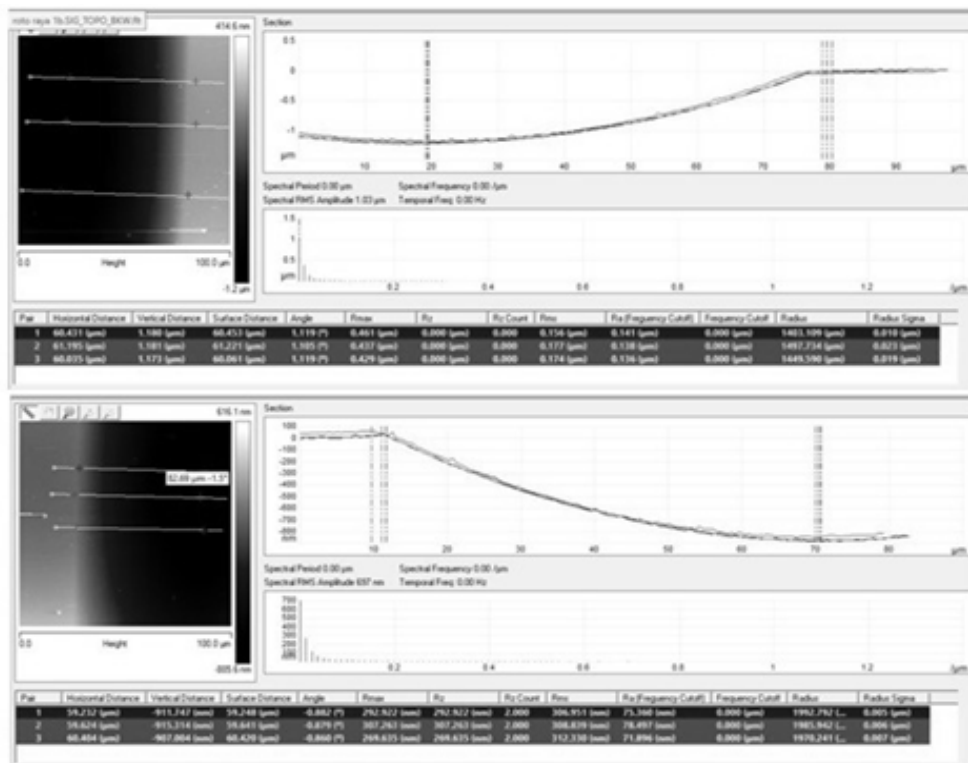 roto raya 1b.SIG_TOPO_BKW.flt
414.6 nm
Section
0.5
0
-0.5
-1
µm
10 20 30 40 50 60 70 80 90 µm
Spectral Period 0.00 µm Spectral Frequency 0.00 /µm
Spectral RMS Amplitude 1.03 µm Temporal Freq. 0.00 Hz
1.5
1
0.5
µm
0.2 0.4 0.6 0.8 1 1.2 /µm
0.0 Height 100.0 µm
-1.2 µm
Pair Horizontal Distance Vertical Distance Surface Distance Angle Rmax Rz Rz Count Rms Ra (Frequency Cutoff) Frequency Cutoff Radius Radius Sigma
1 60.431 (µm) 1.180 (µm) 60.453 (µm) 1.119 (°) 0.461 (µm) 0.000 (µm) 0.000 0.156 (µm) 0.141 (µm) 0.000 (µm) 1403.109 (µm) 0.018 (µm)
2 61.195 (µm) 1.181 (µm) 61.221 (µm) 1.105 (°) 0.437 (µm) 0.000 (µm) 0.000 0.177 (µm) 0.138 (µm) 0.000 (µm) 1497.734 (µm) 0.023 (µm)
3 60.035 (µm) 1.173 (µm) 60.061 (µm) 1.119 (°) 0.429 (µm) 0.000 (µm) 0.000 0.174 (µm) 0.136 (µm) 0.000 (µm) 1449.590 (µm) 0.019 (µm)
616.1 nm
Section
100
0
-100
-200
-300
-400
-500
-600
-700
-800
nm
10 20 30 40 50 60 70 80 µm
Spectral Period 0.00 µm Spectral Frequency 0.00 /µm
Spectral RMS Amplitude 697 nm Temporal Freq. 0.00 Hz
700
600
500
400
300
200
0.2 0.4 0.6 0.8 1 1.2 /µm
0.0 Height 100.0 µm
-885.6 nm
Pair Horizontal Distance Vertical Distance Surface Distance Angle Rmax Rz Rz Count Rms Ra (Frequency Cutoff) Frequency Cutoff Radius Radius Sigma
1 59.232 (µm) -911.747 (nm) 59.248 (µm) -0.882 (°) 292.922 (nm) 292.922 (nm) 2.000 306.951 (nm) 75.368 (nm) 0.000 (µm) 1992.792 (... 0.005 (µm)
2 59.624 (µm) -915.314 (nm) 59.641 (µm) -0.879 (°) 307.263 (nm) 307.263 (nm) 2.000 308.839 (nm) 78.497 (nm) 0.000 (µm) 1985.942 (... 0.006 (µm)
3 60.404 (µm) -907.004 (nm) 60.420 (µm) -0.860 (°) 269.635 (nm) 269.635 (nm) 2.000 312.330 (nm) 71.896 (nm) 0.000 (µm) 1970.241 (... 0.007 (µm)